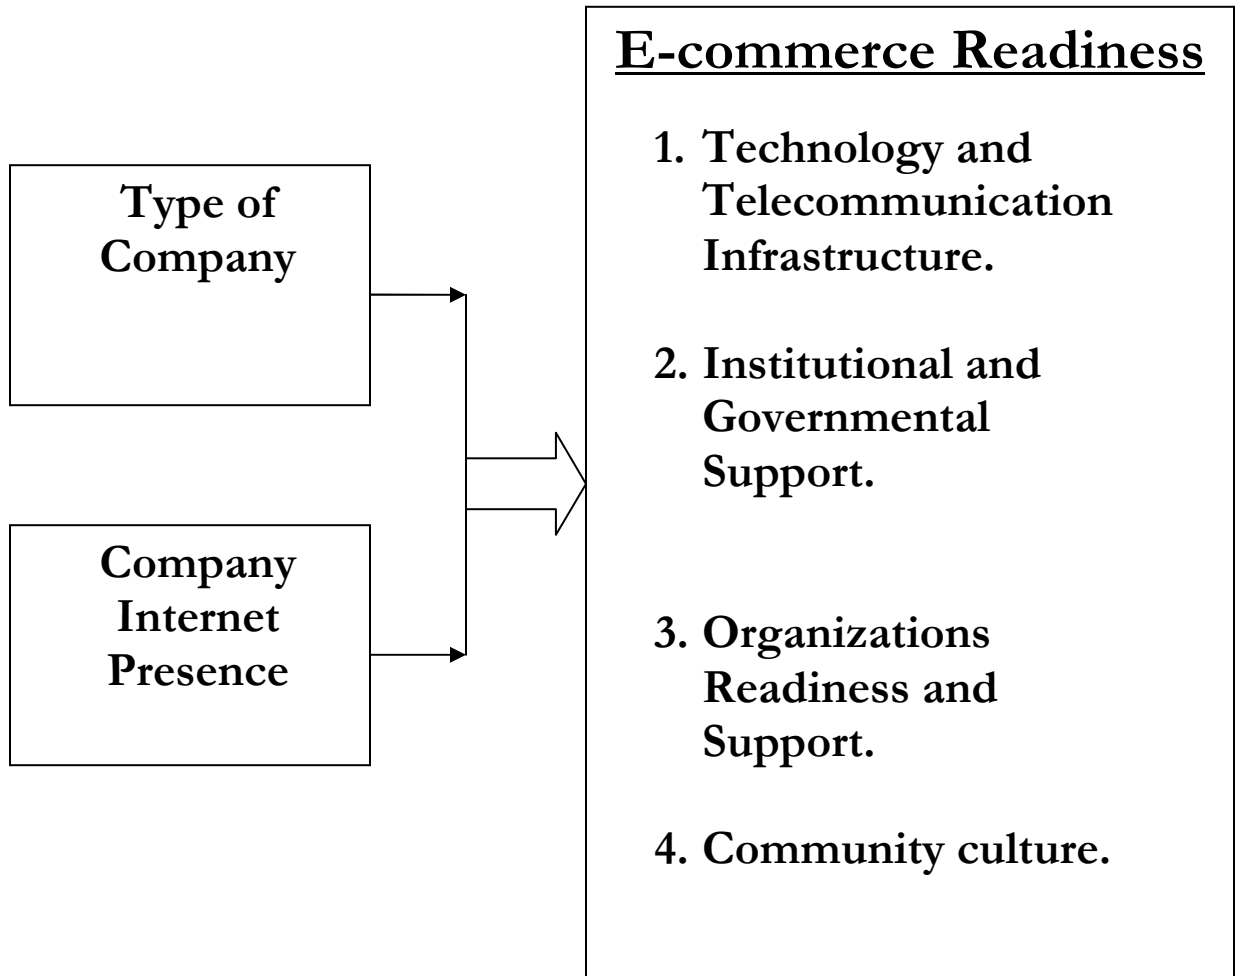 E-commerce Readiness
1. Technology and
Telecommunication
Infrastructure.
2. Institutional and
Governmental
Support.
3. Organizations
Readiness and
Support.
4. Community culture.
Type of
Company
Company
Internet
Presence